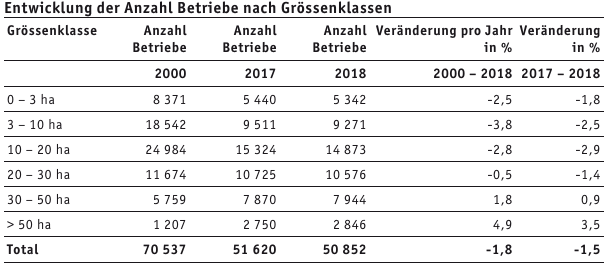 Entwicklung der Anzahl Betriebe nach Grössenklassen
Grössenklasse Anzahl Anzahl Anzahl Veränderung pro Jahr Veränderung
Betriebe Betriebe Betriebe in % in %
2000 2017 2018 2000 – 2018 2017 – 2018
0 – 3 ha 8 371 5 440 5 342 -2,5 -1,8
3 – 10 ha 18 542 9 511 9 271 -3,8 -2,5
10 – 20 ha 24 984 15 324 14 873 -2,8 -2,9
20 – 30 ha 11 674 10 725 10 576 -0,5 -1,4
30 – 50 ha 5 759 7 870 7 944 1,8 0,9
> 50 ha 1 207 2 750 2 846 4,9 3,5
Total 70 537 51 620 50 852 -1,8 -1,5